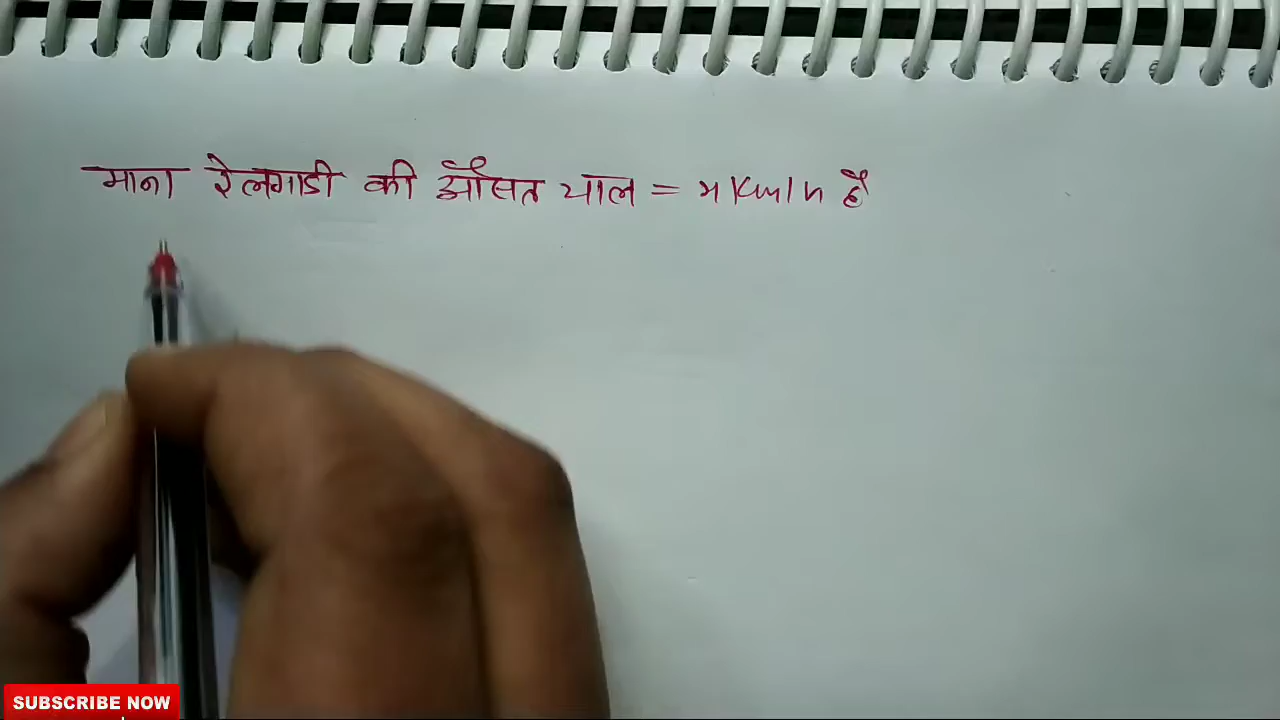 माना रेलगाडी की औसत चाल = x Km/h है
SUBSCRIBE NOW